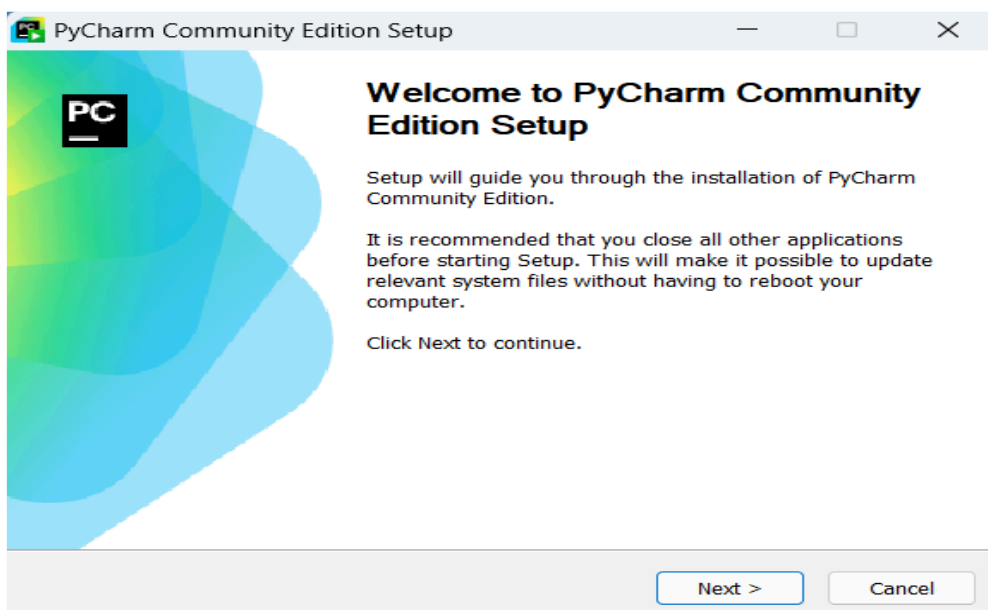 PyCharm Community Edition Setup
PC
Welcome to PyCharm Community
Edition Setup
Setup will guide you through the installation of PyCharm
Community Edition.
It is recommended that you close all other applications
before starting Setup. This will make it possible to update
relevant system files without having to reboot your
computer.
Click Next to continue.
Next >
Cancel